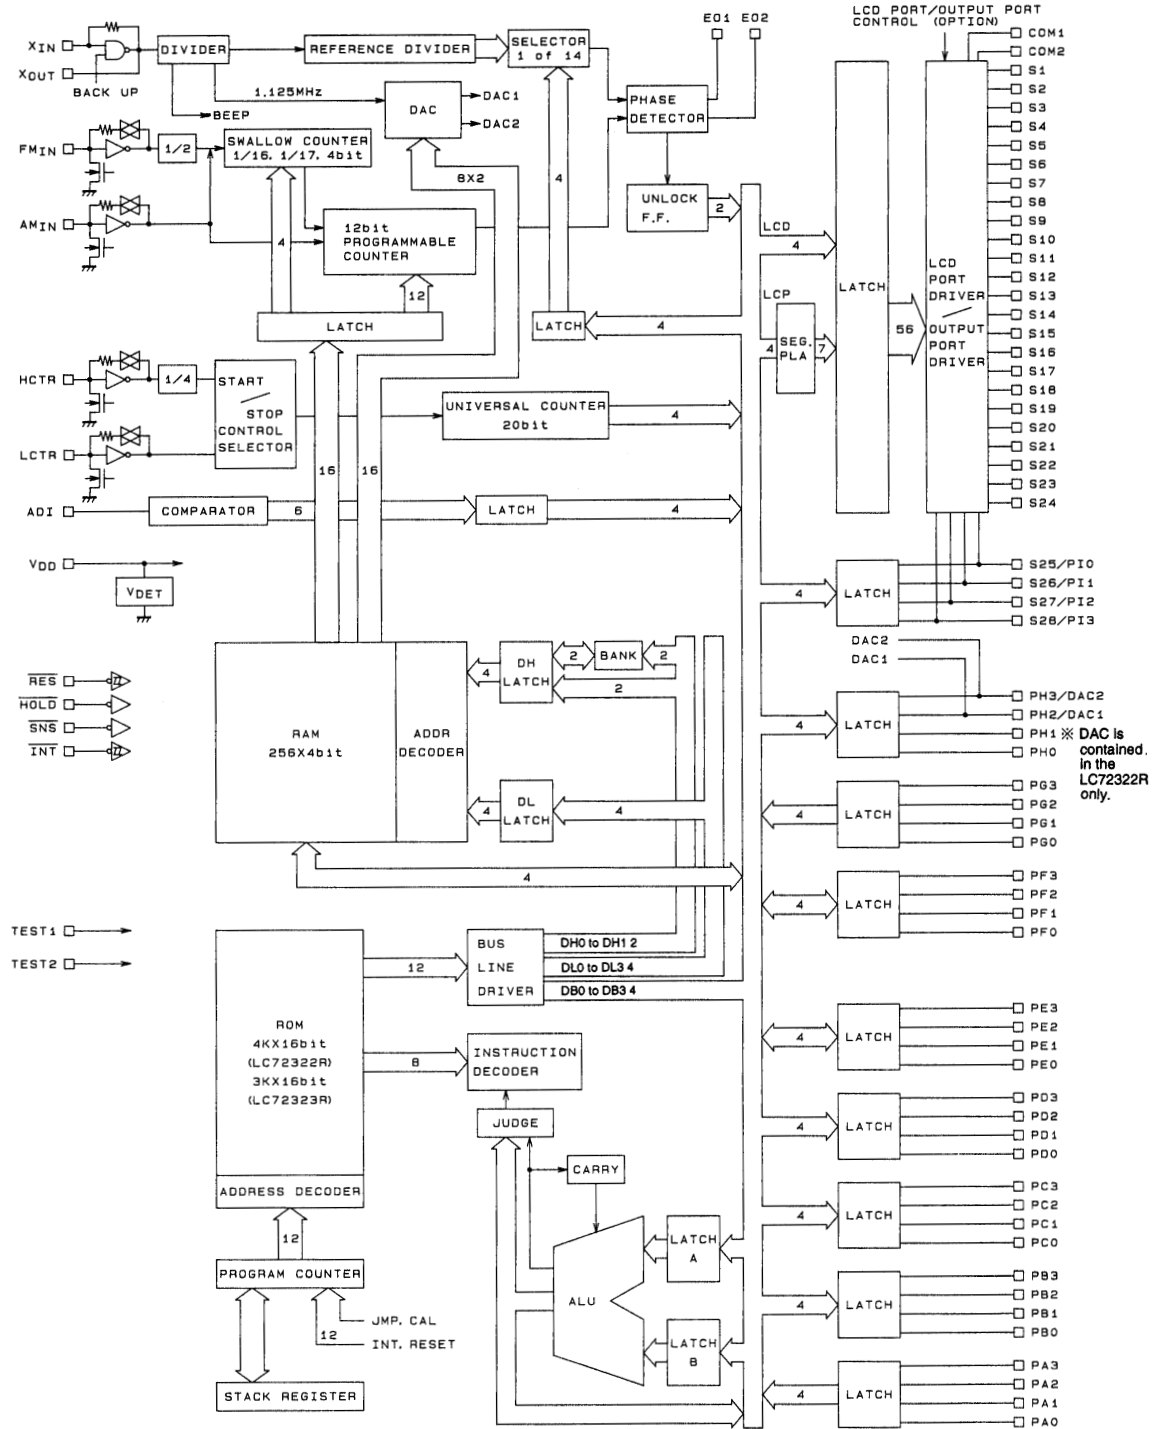 LCD PORT/OUTPUT PORT
CONTROL (OPTION)
EO1 EO2
XIN
XOUT
BACK UP
DIVIDER
REFERENCE DIVIDER
SELECTOR
1 of 14
1.125MHz
BEEP
DAC
DAC1
DAC2
PHASE
DETECTOR
FMIN
1/2
SWALLOW COUNTER
1/16. 1/17. 4bit
8X2
4
UNLOCK
F.F.
2
AMIN
4
12bit
PROGRAMMABLE
COUNTER
12
LATCH
LATCH
4
LCD
4
LCP
4
SEG.
PLA
7
LATCH
56
LCD
PORT
DRIVER
OUTPUT
PORT
DRIVER
COM1
COM2
S1
S2
S3
S4
S5
S6
S7
S8
S9
S10
S11
S12
S13
S14
S15
S16
S17
S18
S19
S20
S21
S22
S23
S24
HCTR
1/4
START
STOP
CONTROL
SELECTOR
LCTR
UNIVERSAL COUNTER
20bit
4
16
16
ADI
COMPARATOR
6
LATCH
4
VDD
VDET
4
LATCH
S25/PI0
S26/PI1
S27/PI2
S28/PI3
DAC2
DAC1
RES
HOLD
SNS
INT
RAM
256X4bit
ADDR
DECODER
4
DH
LATCH
2
BANK
2
2
4
DL
LATCH
4
4
4
LATCH
PH3/DAC2
PH2/DAC1
PH1
PH0
※ DAC is
contained
in the
LC72322R
only.
4
LATCH
PG3
PG2
PG1
PG0
4
LATCH
PF3
PF2
PF1
PF0
TEST1
TEST2
ROM
4KX16bit
(LC72322R)
3KX16bit
(LC72323R)
12
BUS
LINE
DRIVER
DH0 to DH1 2
DL0 to DL3 4
DB0 to DB3 4
8
INSTRUCTION
DECODER
JUDGE
CARRY
ADDRESS DECODER
12
PROGRAM COUNTER
12
JMP. CAL
INT. RESET
STACK REGISTER
ALU
LATCH
A
LATCH
B
4
LATCH
PE3
PE2
PE1
PE0
4
LATCH
PD3
PD2
PD1
PD0
4
LATCH
PC3
PC2
PC1
PC0
4
LATCH
PB3
PB2
PB1
PB0
4
LATCH
PA3
PA2
PA1
PA0